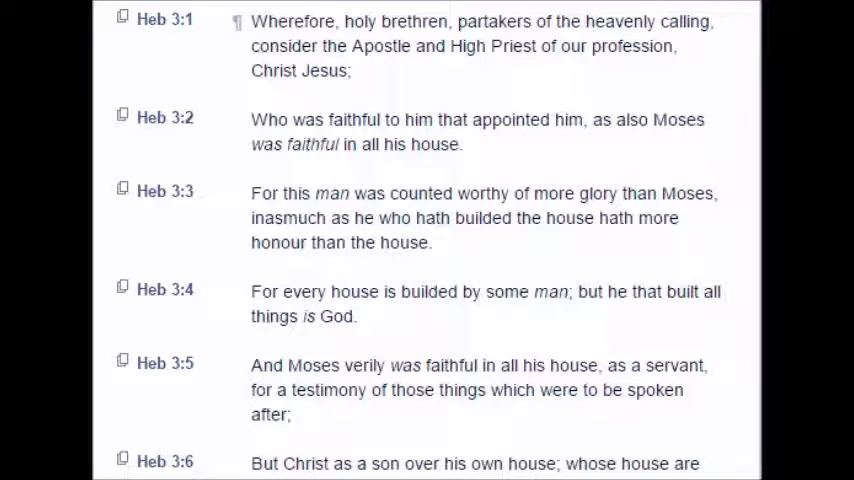 Heb 3:1 ¶ Wherefore, holy brethren, partakers of the heavenly calling,
consider the Apostle and High Priest of our profession,
Christ Jesus;
Heb 3:2 Who was faithful to him that appointed him, as also Moses
was faithful in all his house.
Heb 3:3 For this man was counted worthy of more glory than Moses,
inasmuch as he who hath builded the house hath more
honour than the house.
Heb 3:4 For every house is builded by some man; but he that built all
things is God.
Heb 3:5 And Moses verily was faithful in all his house, as a servant,
for a testimony of those things which were to be spoken
after;
Heb 3:6 But Christ as a son over his own house; whose house are